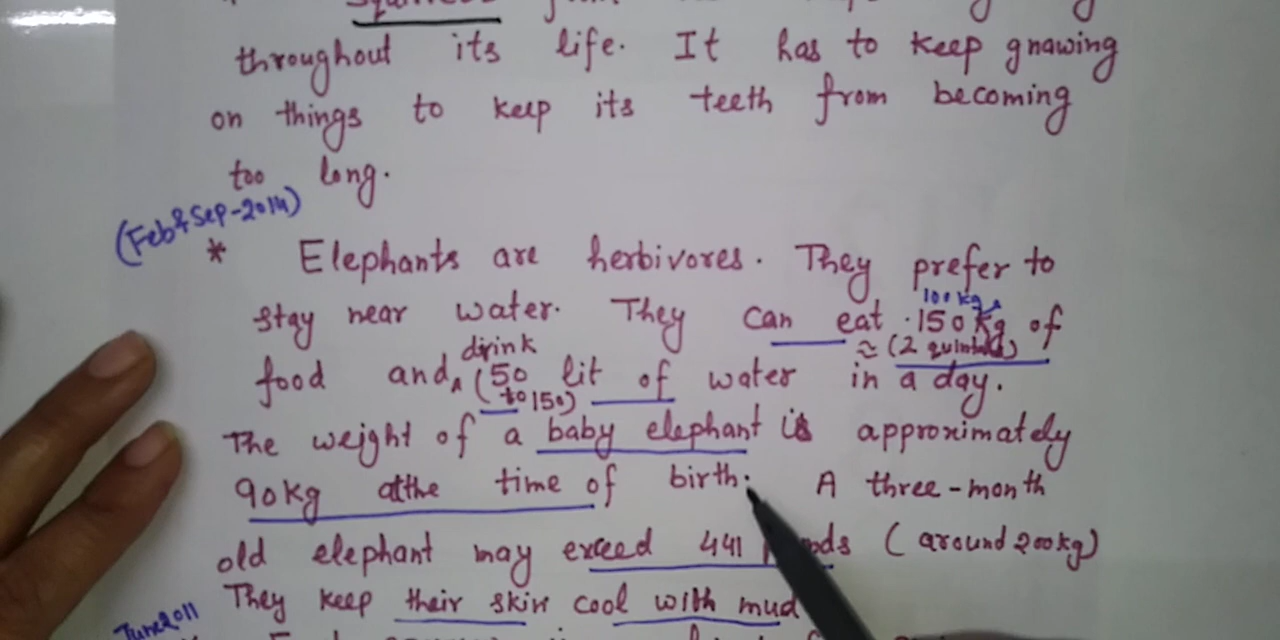 throughout its life. It has to keep gnawing
on things to keep its teeth from becoming
too long.
(Feb & Sep-2014)
* Elephants are herbivores. They prefer to
stay near water. They can eat 150 kg of
100 kg
≈ (2 quintals)
drink
food and (50 lit of water in a day.
to 150)
The weight of a baby elephant is approximately
90kg atthe time of birth. A three-month
old elephant may exceed 441 (around 200kg)
They keep their skin cool with mud
June 2011